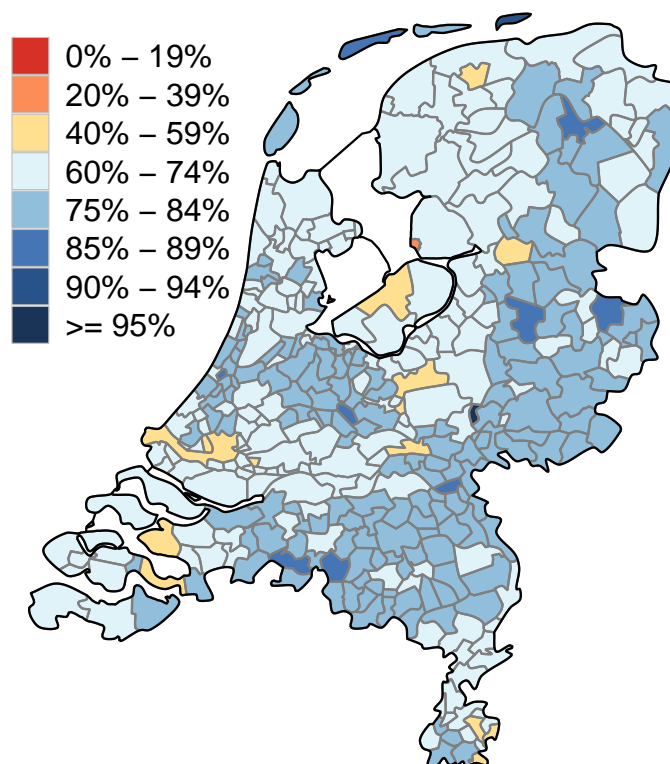 0% – 19%
20% – 39%
40% – 59%
60% – 74%
75% – 84%
85% – 89%
90% – 94%
>= 95%